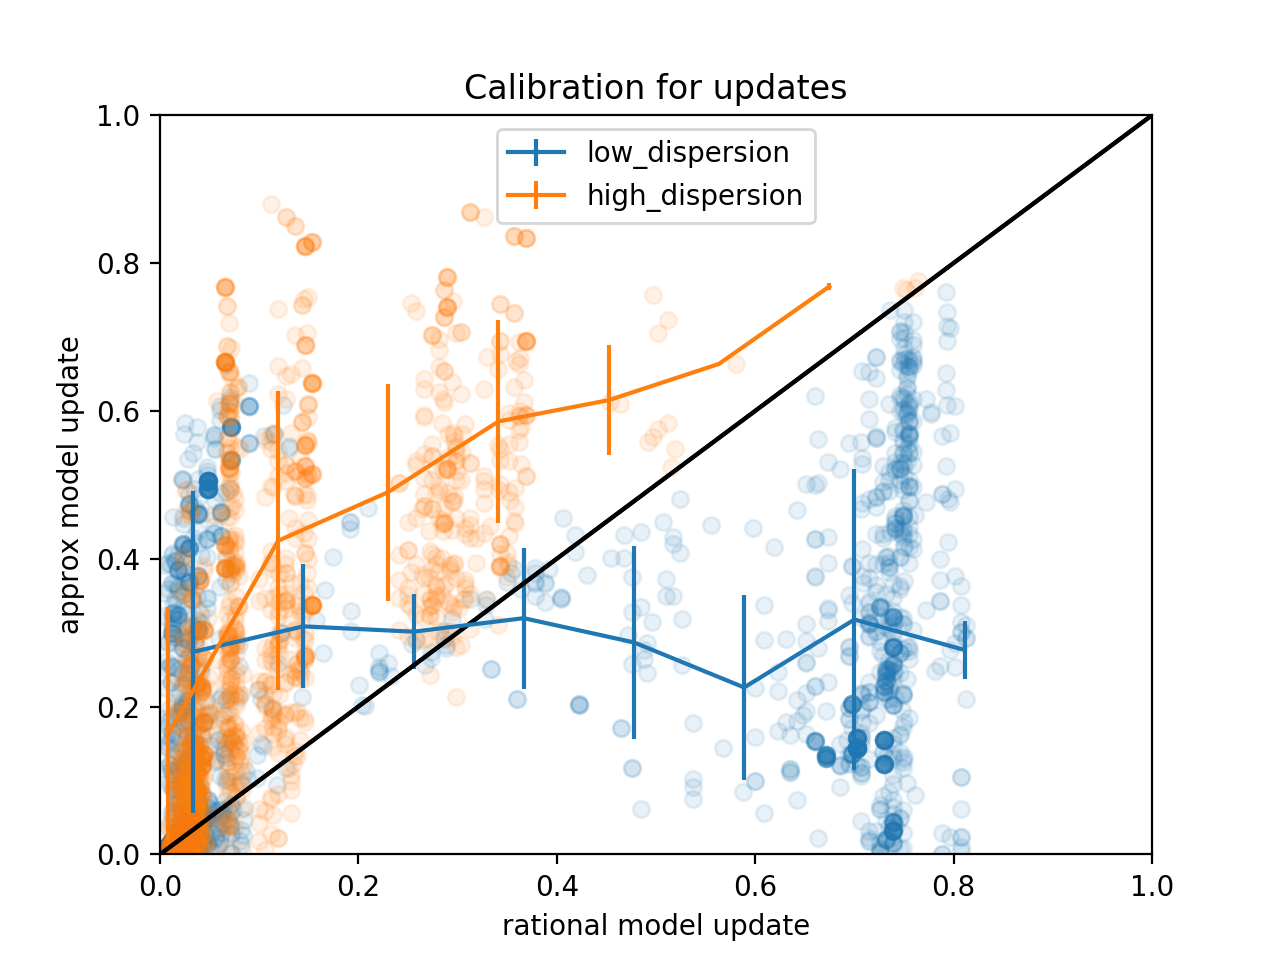 Calibration for updates
low_dispersion
high_dispersion
approx model update
1.0
0.8
0.6
0.4
0.2
0.0
0.0 0.2 0.4 0.6 0.8 1.0
rational model update